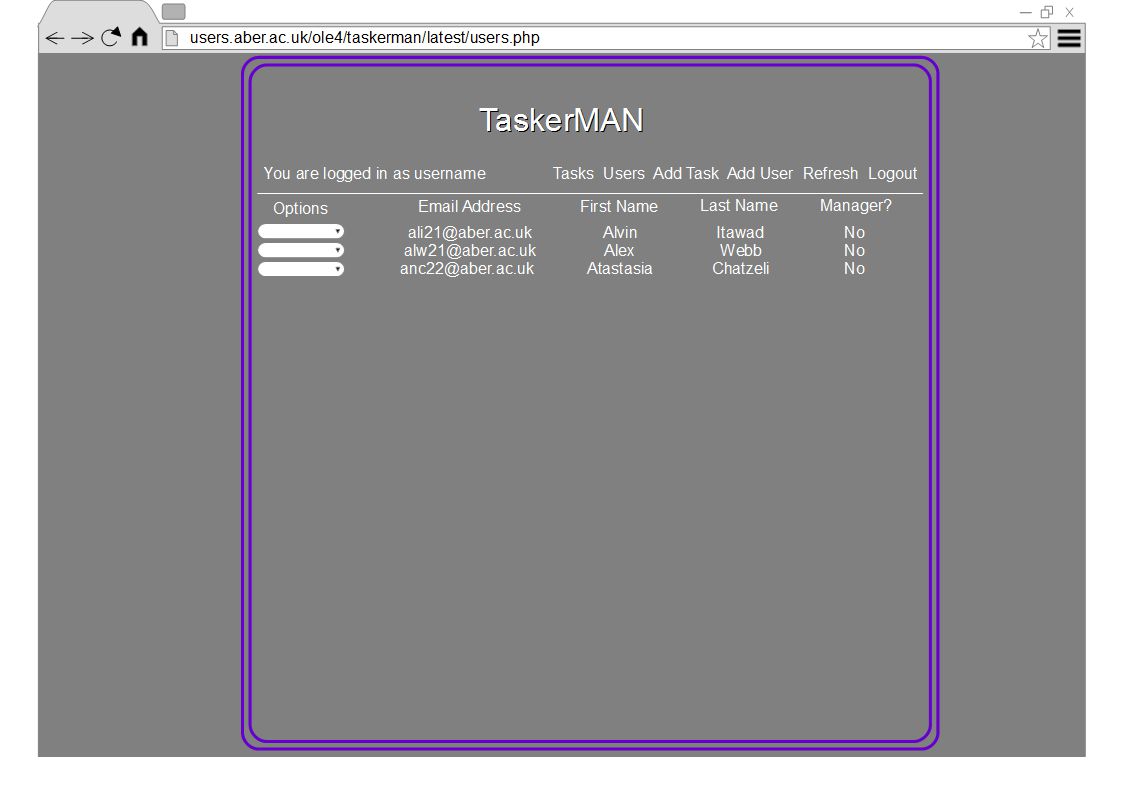 users.aber.ac.uk/ole4/taskerman/latest/users.php
TaskerMAN
You are logged in as username Tasks Users Add Task Add User Refresh Logout
Options Email Address First Name Last Name Manager?
ali21@aber.ac.uk Alvin Itawad No
alw21@aber.ac.uk Alex Webb No
anc22@aber.ac.uk Atastasia Chatzeli No